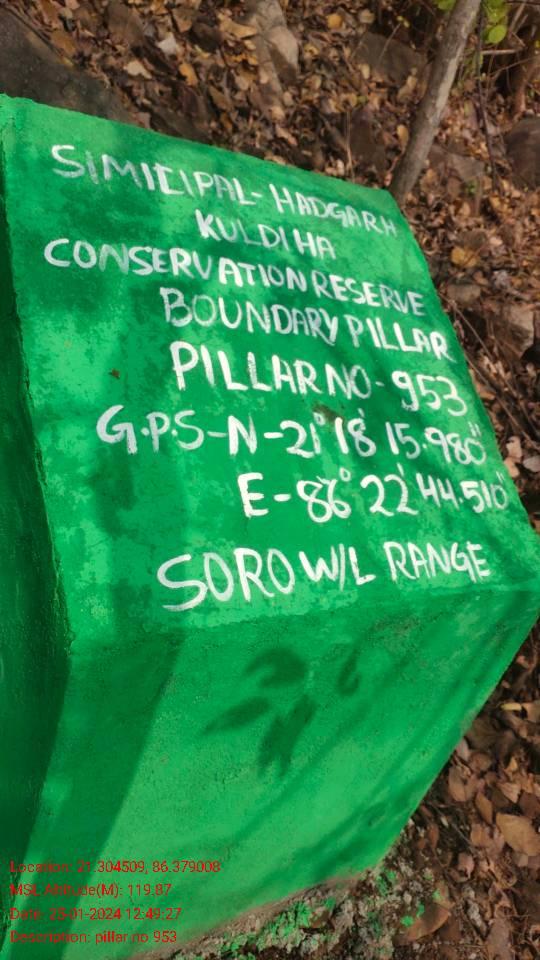 SIMILIPAL-HADGARH
KULDIHA
CONSERVATION RESERVE
BOUNDARY PILLAR
PILLAR NO- 953
G.P.S-N-21° 18' 15.980"
E-86° 22' 44.510"
SORO W/L RANGE
Location: 21.304509, 86.379008
MSL Altitude(M): 119.87
Date: 25-01-2024 12:49:27
Description: pillar no 953